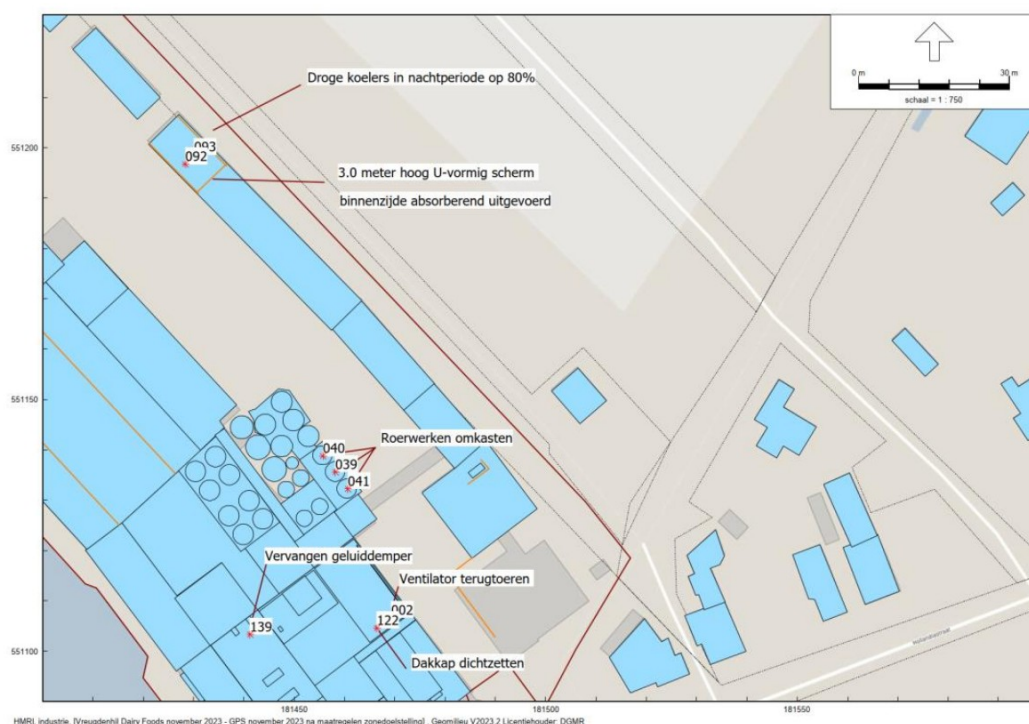 0 m 30 m
schaal = 1 : 750
Droge koelers in nachtperiode op 80%
551200
093
092
3.0 meter hoog U-vormig scherm
binnenzijde absorberend uitgevoerd
551150
Roerwerken omkasten
040
039
041
Vervangen geluiddemper
Ventilator terugtoeren
002
139
122
Dakkap dichtzetten
Hollandiastraat
551100
181450
181500
181550
HMRI, industrie, [Vreugdenhil Dairy Foods november 2023 - GPS november 2023 na maatregelen zonedoelstelling] , Geomilieu V2023.2 Licentiehouder: DGMR